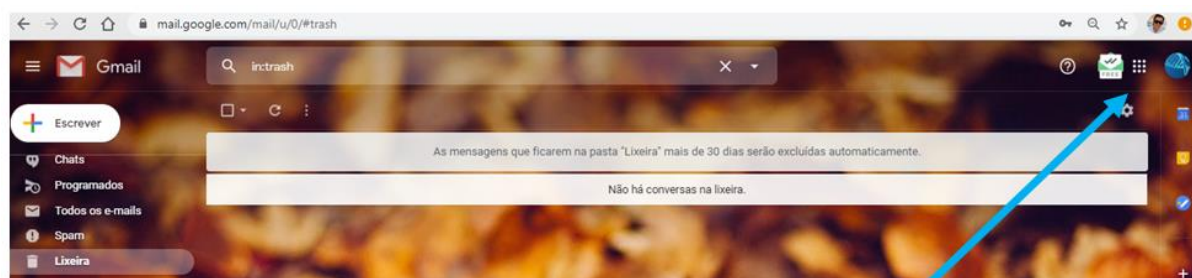 mail.google.com/mail/u/0/#trash
Gmail
in:trash
FREE
Escrever
As mensagens que ficarem na pasta "Lixeira" mais de 30 dias serão excluídas automaticamente.
Chats
Não há conversas na lixeira.
Programados
Todos os e-mails
Spam
Lixeira